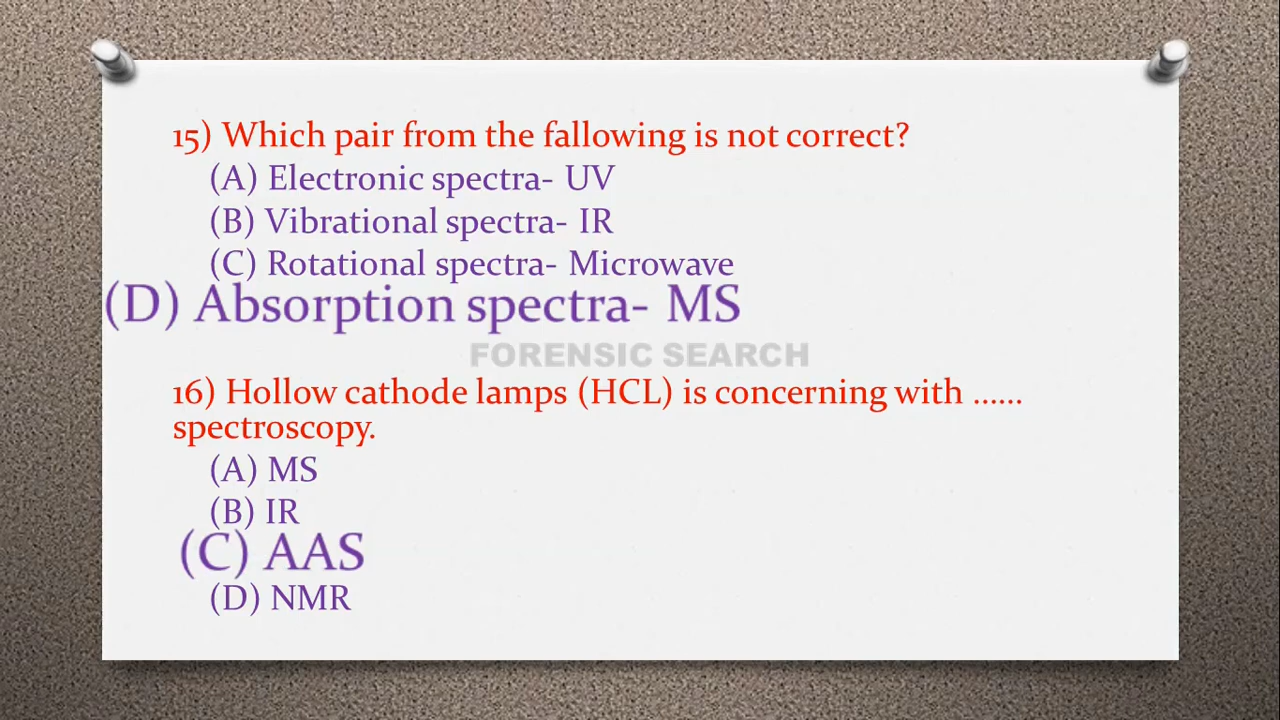 15) Which pair from the fallowing is not correct?
(A) Electronic spectra- UV
(B) Vibrational spectra- IR
(C) Rotational spectra- Microwave
(D) Absorption spectra- MS
FORENSIC SEARCH
16) Hollow cathode lamps (HCL) is concerning with ......
spectroscopy.
(A) MS
(B) IR
(C) AAS
(D) NMR